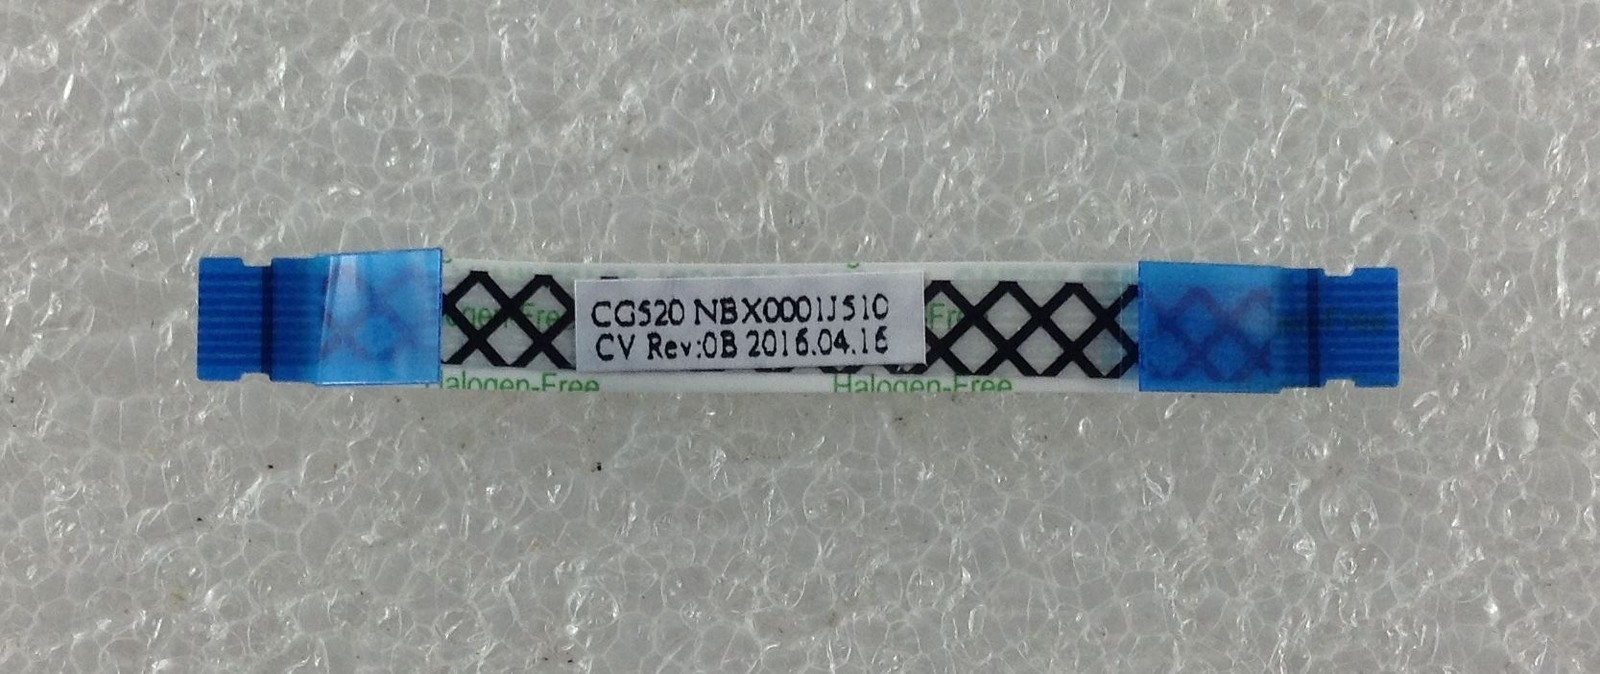 CG520 NBX0001J510
CV Rev:0B 2016.04.16
Halogen-Free
Halogen-Free